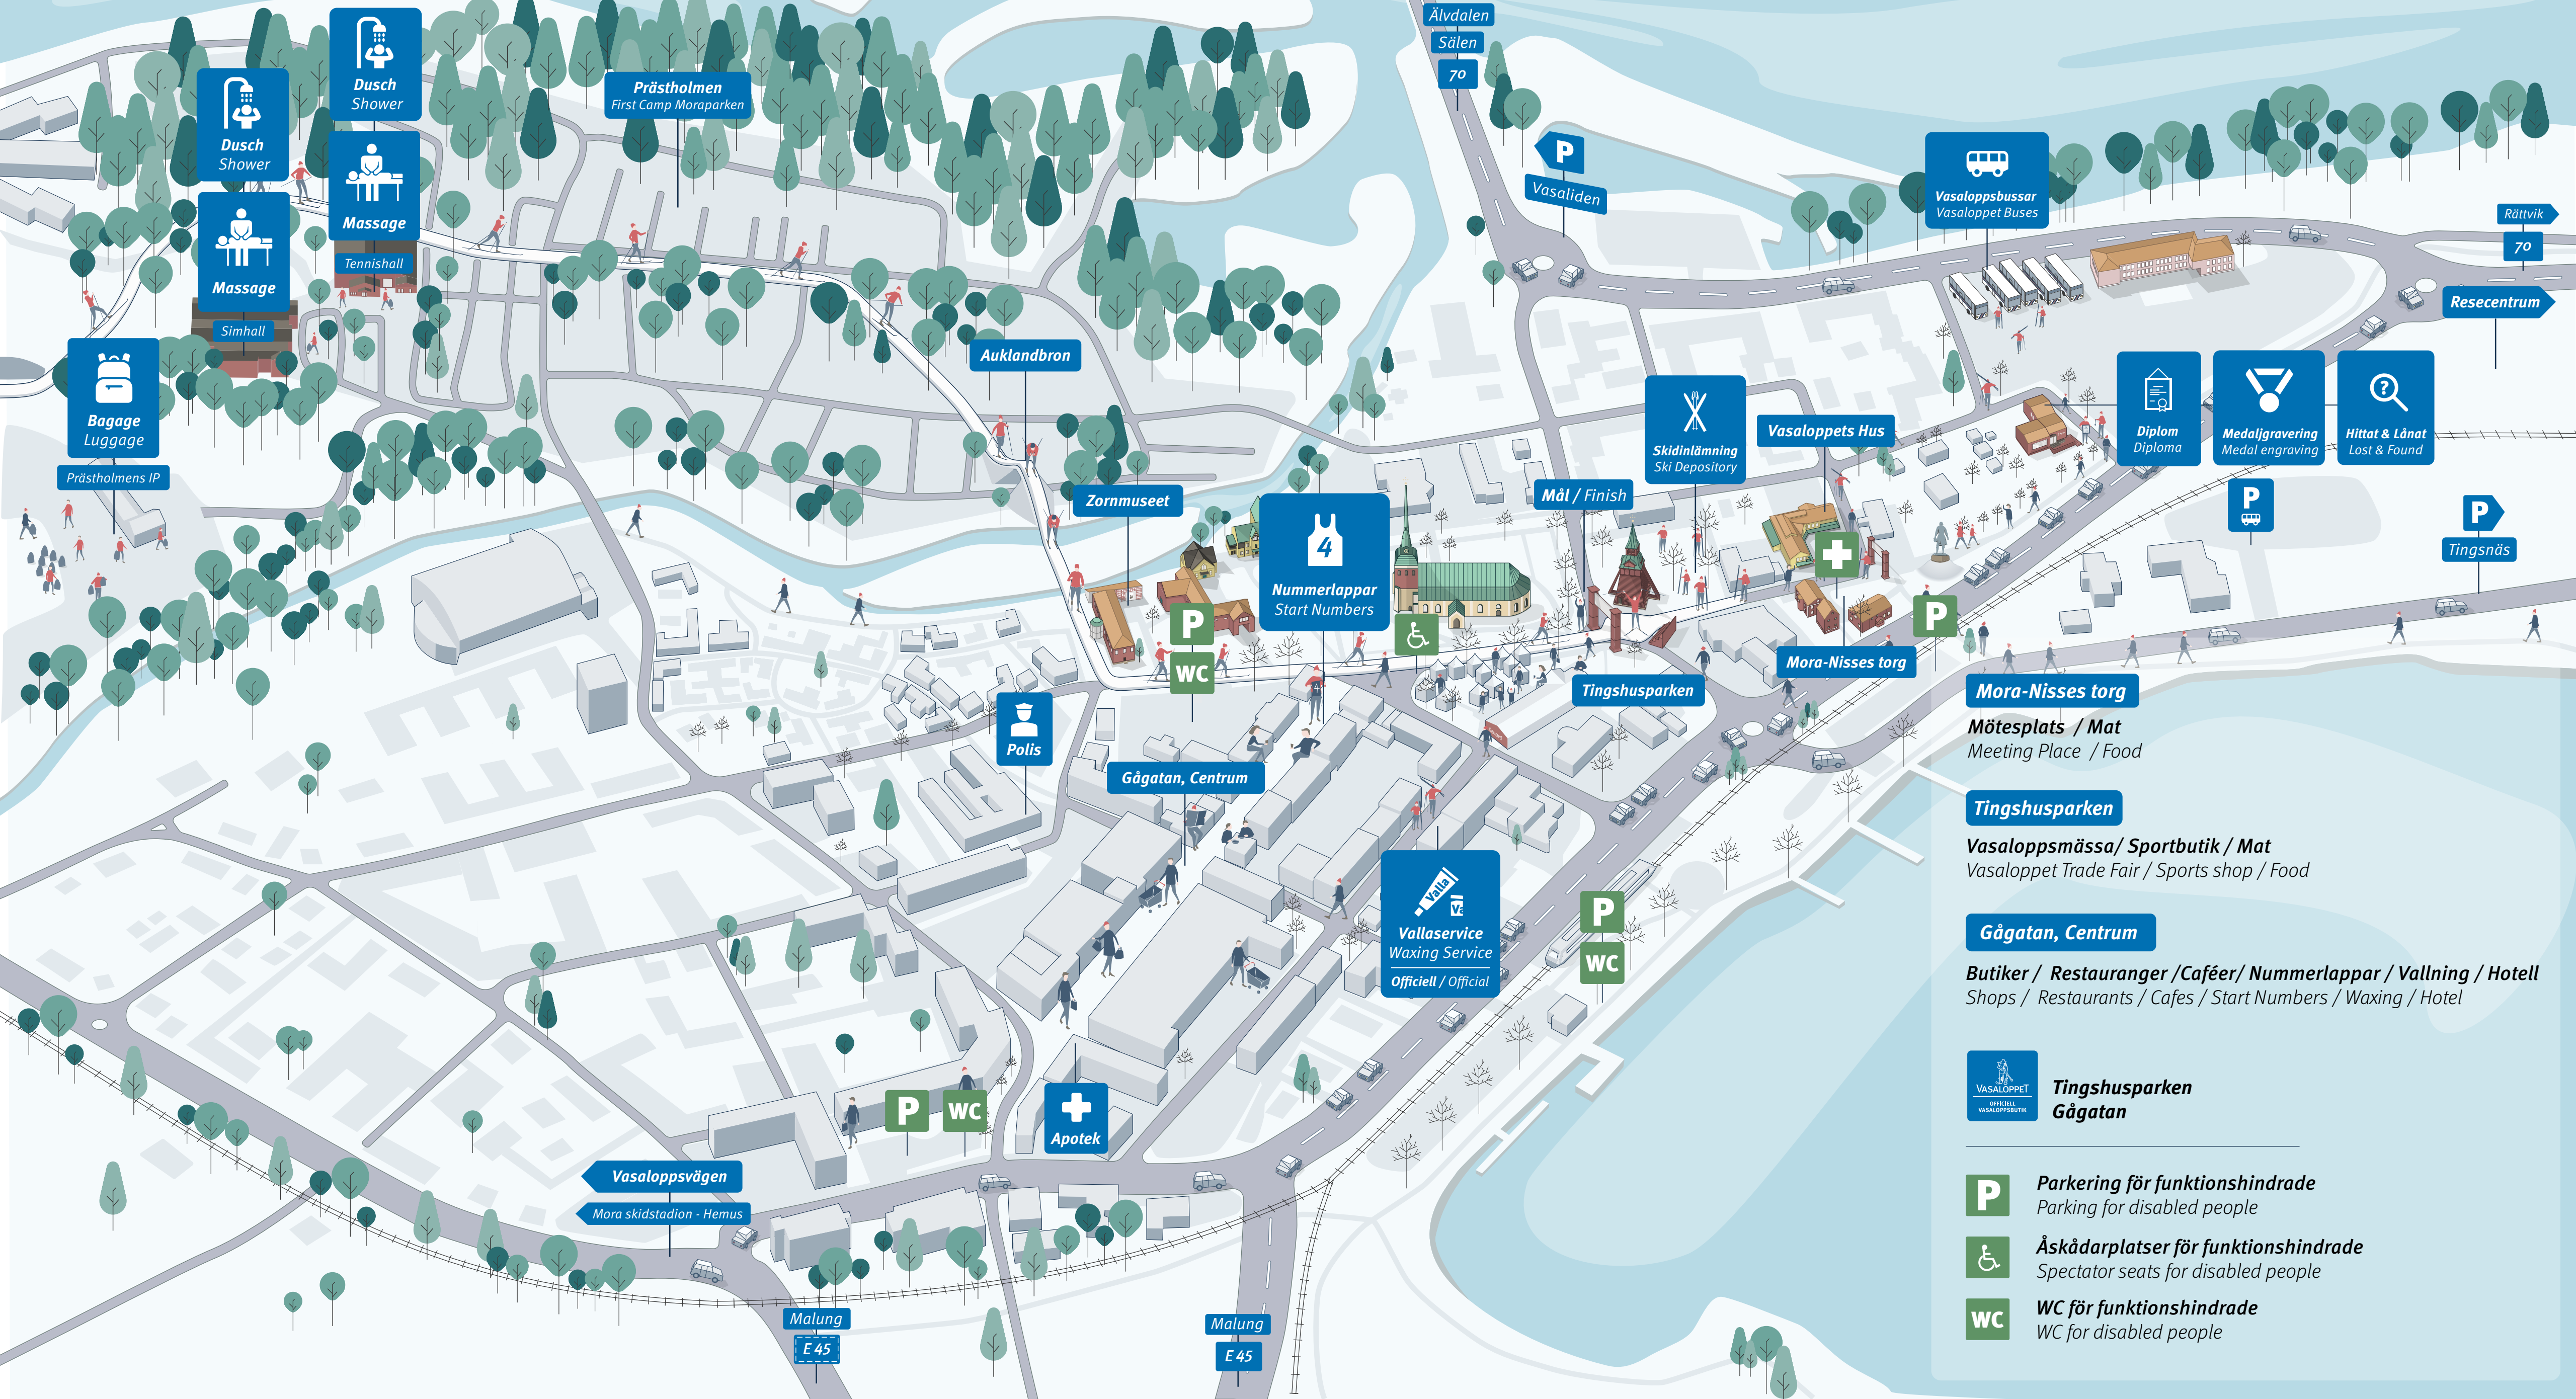 Dusch
Shower
Dusch
Shower
Massage
Tennishall
Massage
Simhall
Bagage
Luggage
Prästholmens IP
Prästholmen
First Camp Moraparken
Auklandbron
Zornmuseet
Älvdalen
Sälen
70
P
Vasaliden
Vasaloppsbussar
Vasaloppet Buses
Rättvik
70
Resecentrum
Diplom
Diploma
Medaljgravering
Medal engraving
Hittat & Lånat
Lost & Found
?
P
P
Tingsnäs
Skidinlämning
Ski Depository
Vasaloppets Hus
Mål / Finish
4
Nummerlappar
Start Numbers
P
WC
P
Mora-Nisses torg
Tingshusparken
Polis
Gågatan, Centrum
Valla
Va
Vallaservice
Waxing Service
Officiell / Official
P
WC
P
WC
Apotek
Vasaloppsvägen
Mora skidstadion - Hemus
Malung
E 45
Malung
E 45
Mora-Nisses torg
Mötesplats / Mat
Meeting Place / Food
Tingshusparken
Vasaloppsmässa/ Sportbutik / Mat
Vasaloppet Trade Fair / Sports shop / Food
Gågatan, Centrum
Butiker / Restauranger /Caféer/ Nummerlappar / Vallning / Hotell
Shops / Restaurants / Cafes / Start Numbers / Waxing / Hotel
VASALOPPET
OFFICIELL
VASALOPPSBUTIK
Tingshusparken
Gågatan
P
Parkering för funktionshindrade
Parking for disabled people
Åskådarplatser för funktionshindrade
Spectator seats for disabled people
WC
WC för funktionshindrade
WC for disabled people